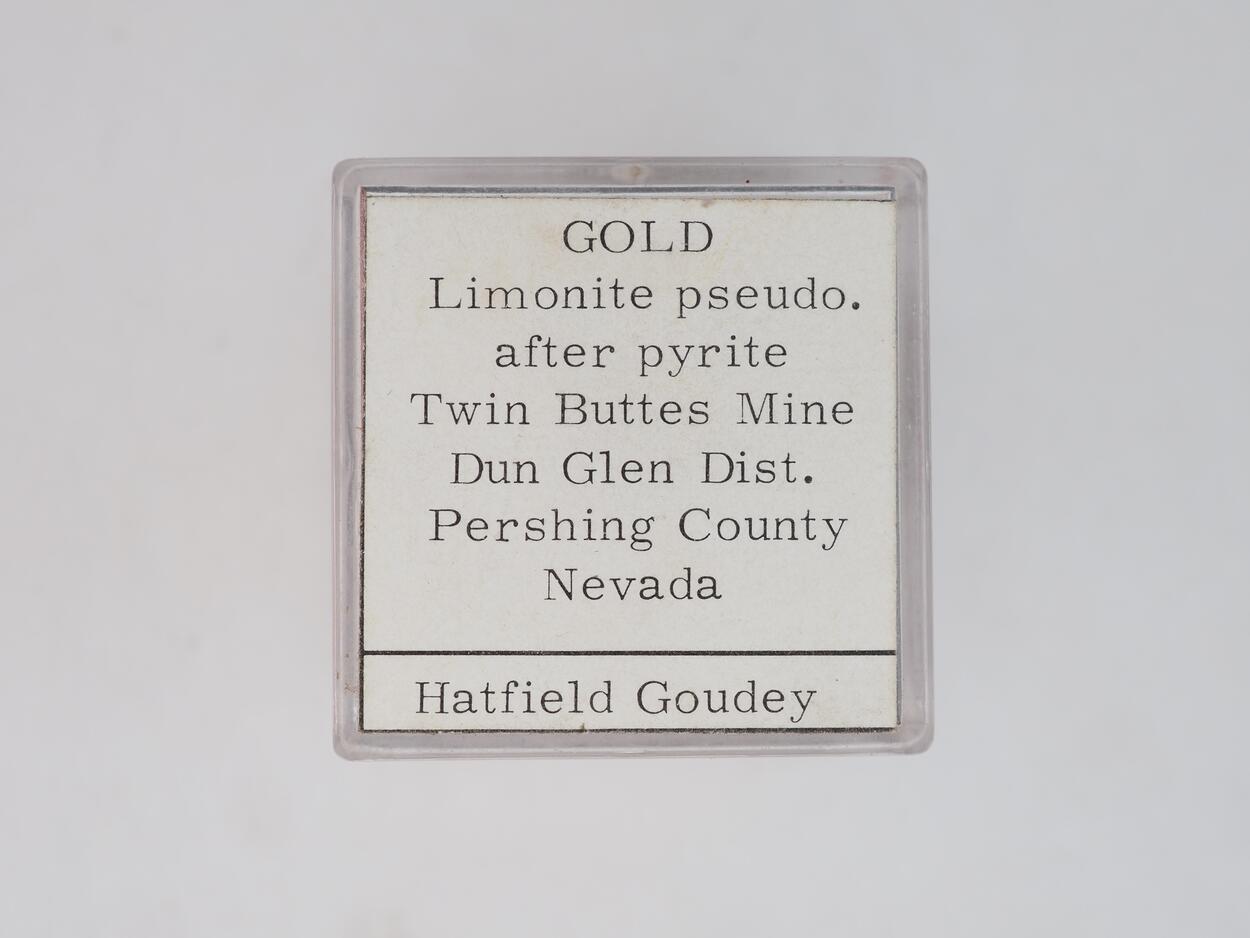 GOLD
Limonite pseudo.
after pyrite
Twin Buttes Mine
Dun Glen Dist.
Pershing County
Nevada
Hatfield Goudey